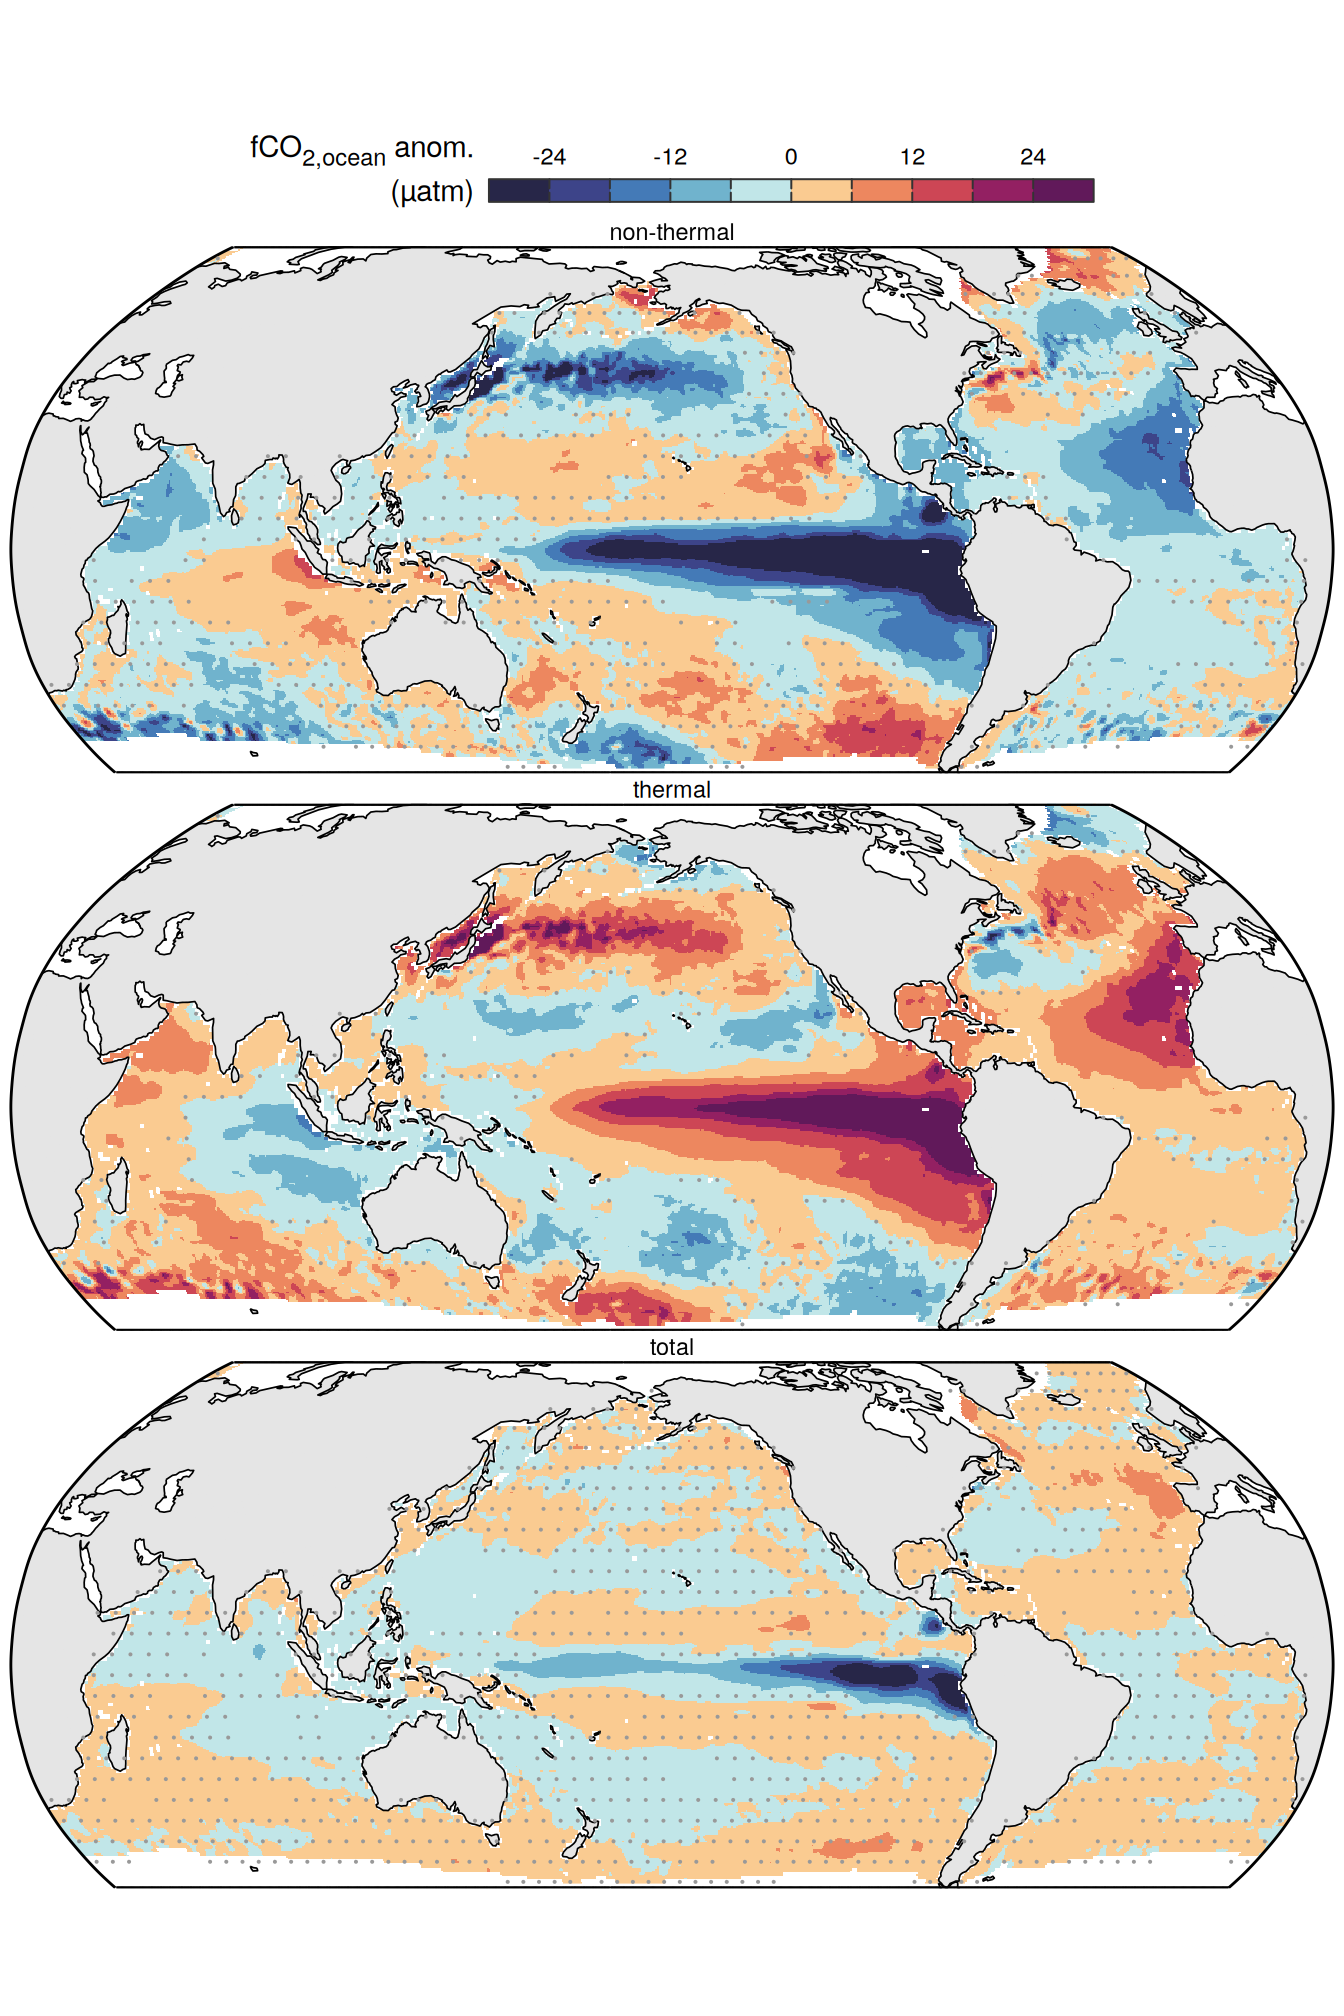 fCO2,ocean anom.
(µatm)
-24 -12 0 12 24
non-thermal
thermal
total